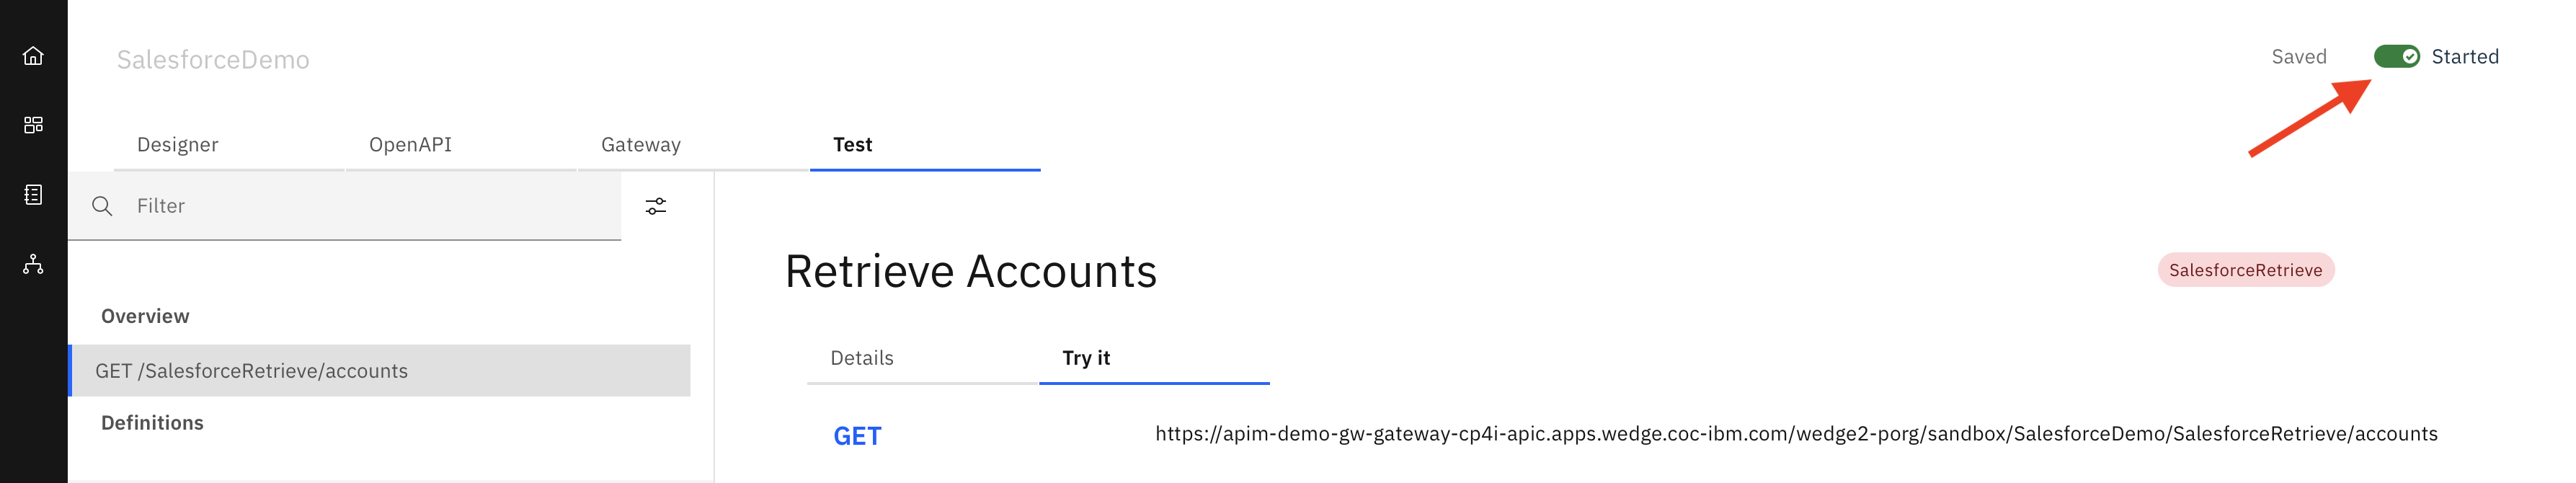 SalesforceDemo
Saved
Started
Designer
OpenAPI
Gateway
Test
Filter
Overview
GET /SalesforceRetrieve/accounts
Definitions
Retrieve Accounts
SalesforceRetrieve
Details
Try it
GET
https://apim-demo-gw-gateway-cp4i-apic.apps.wedge.coc-ibm.com/wedge2-porg/sandbox/SalesforceDemo/SalesforceRetrieve/accounts